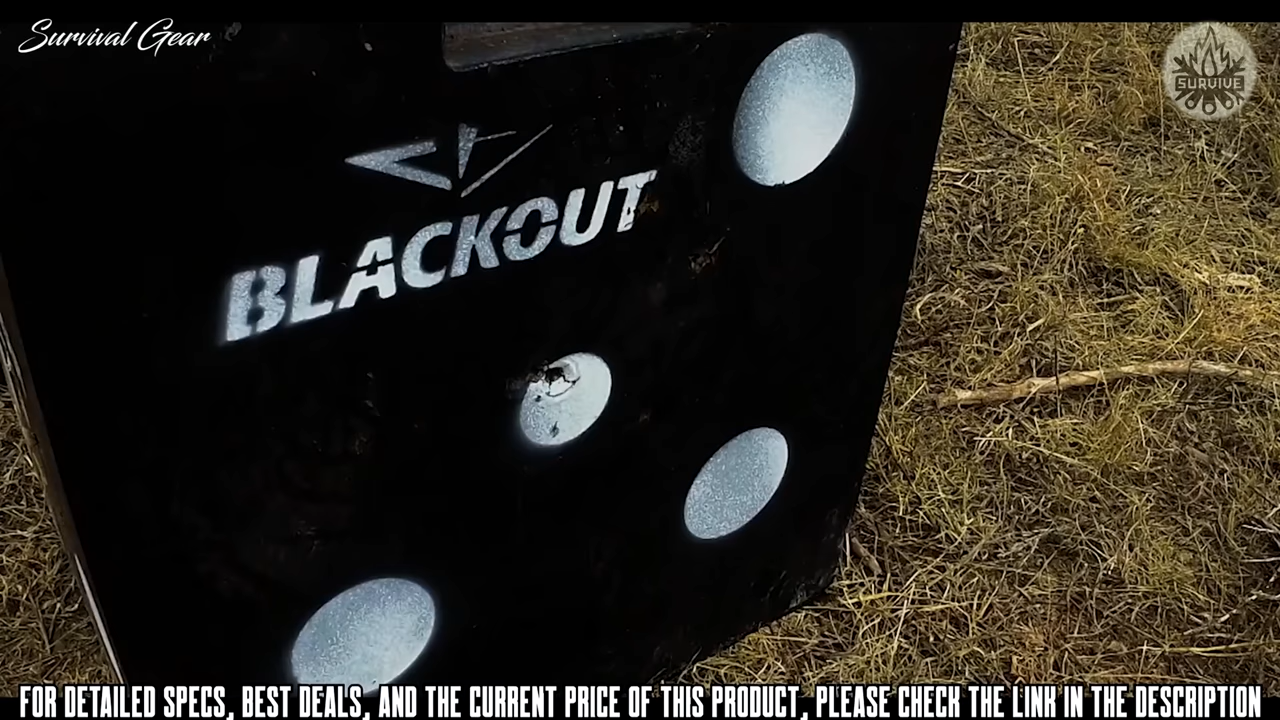 Survival Gear
SURVIVE
BLACKOUT
FOR DETAILED SPECS, BEST DEALS, AND THE CURRENT PRICE OF THIS PRODUCT, PLEASE CHECK THE LINK IN THE DESCRIPTION